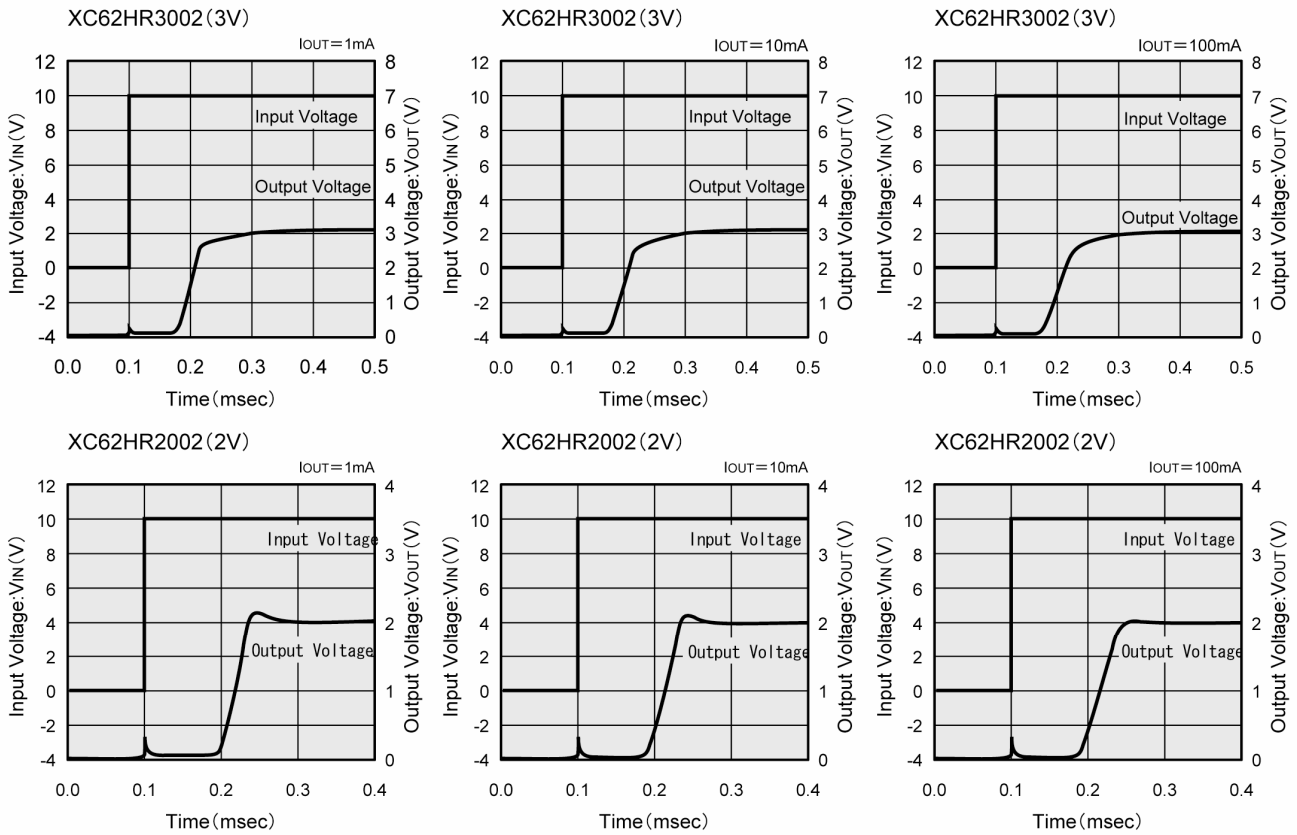 XC62HR3002(3V)
IOUT=1mA
12
10
8
6
4
2
0
-2
-4
Input Voltage:VIN(V)
8
7
6
5
4
3
2
1
0
Output Voltage:VOUT(V)
Input Voltage
Output Voltage
0.0 0.1 0.2 0.3 0.4 0.5
Time(msec)
XC62HR3002(3V)
IOUT=10mA
12
10
8
6
4
2
0
-2
-4
Input Voltage:VIN(V)
8
7
6
5
4
3
2
1
0
Output Voltage:VOUT(V)
Input Voltage
Output Voltage
0.0 0.1 0.2 0.3 0.4 0.5
Time(msec)
XC62HR3002(3V)
IOUT=100mA
12
10
8
6
4
2
0
-2
-4
Input Voltage:VIN(V)
8
7
6
5
4
3
2
1
0
Output Voltage:VOUT(V)
Input Voltage
Output Voltage
0.0 0.1 0.2 0.3 0.4 0.5
Time(msec)
XC62HR2002(2V)
IOUT=1mA
12
10
8
6
4
2
0
-2
-4
Input Voltage:VIN(V)
4
3
2
1
0
Output Voltage:VOUT(V)
Input Voltage
Output Voltage
0.0 0.1 0.2 0.3 0.4
Time(msec)
XC62HR2002(2V)
IOUT=10mA
12
10
8
6
4
2
0
-2
-4
Input Voltage:VIN(V)
4
3
2
1
0
Output Voltage:VOUT(V)
Input Voltage
Output Voltage
0.0 0.1 0.2 0.3 0.4
Time(msec)
XC62HR2002(2V)
IOUT=100mA
12
10
8
6
4
2
0
-2
-4
Input Voltage:VIN(V)
4
3
2
1
0
Output Voltage:VOUT(V)
Input Voltage
Output Voltage
0.0 0.1 0.2 0.3 0.4
Time(msec)